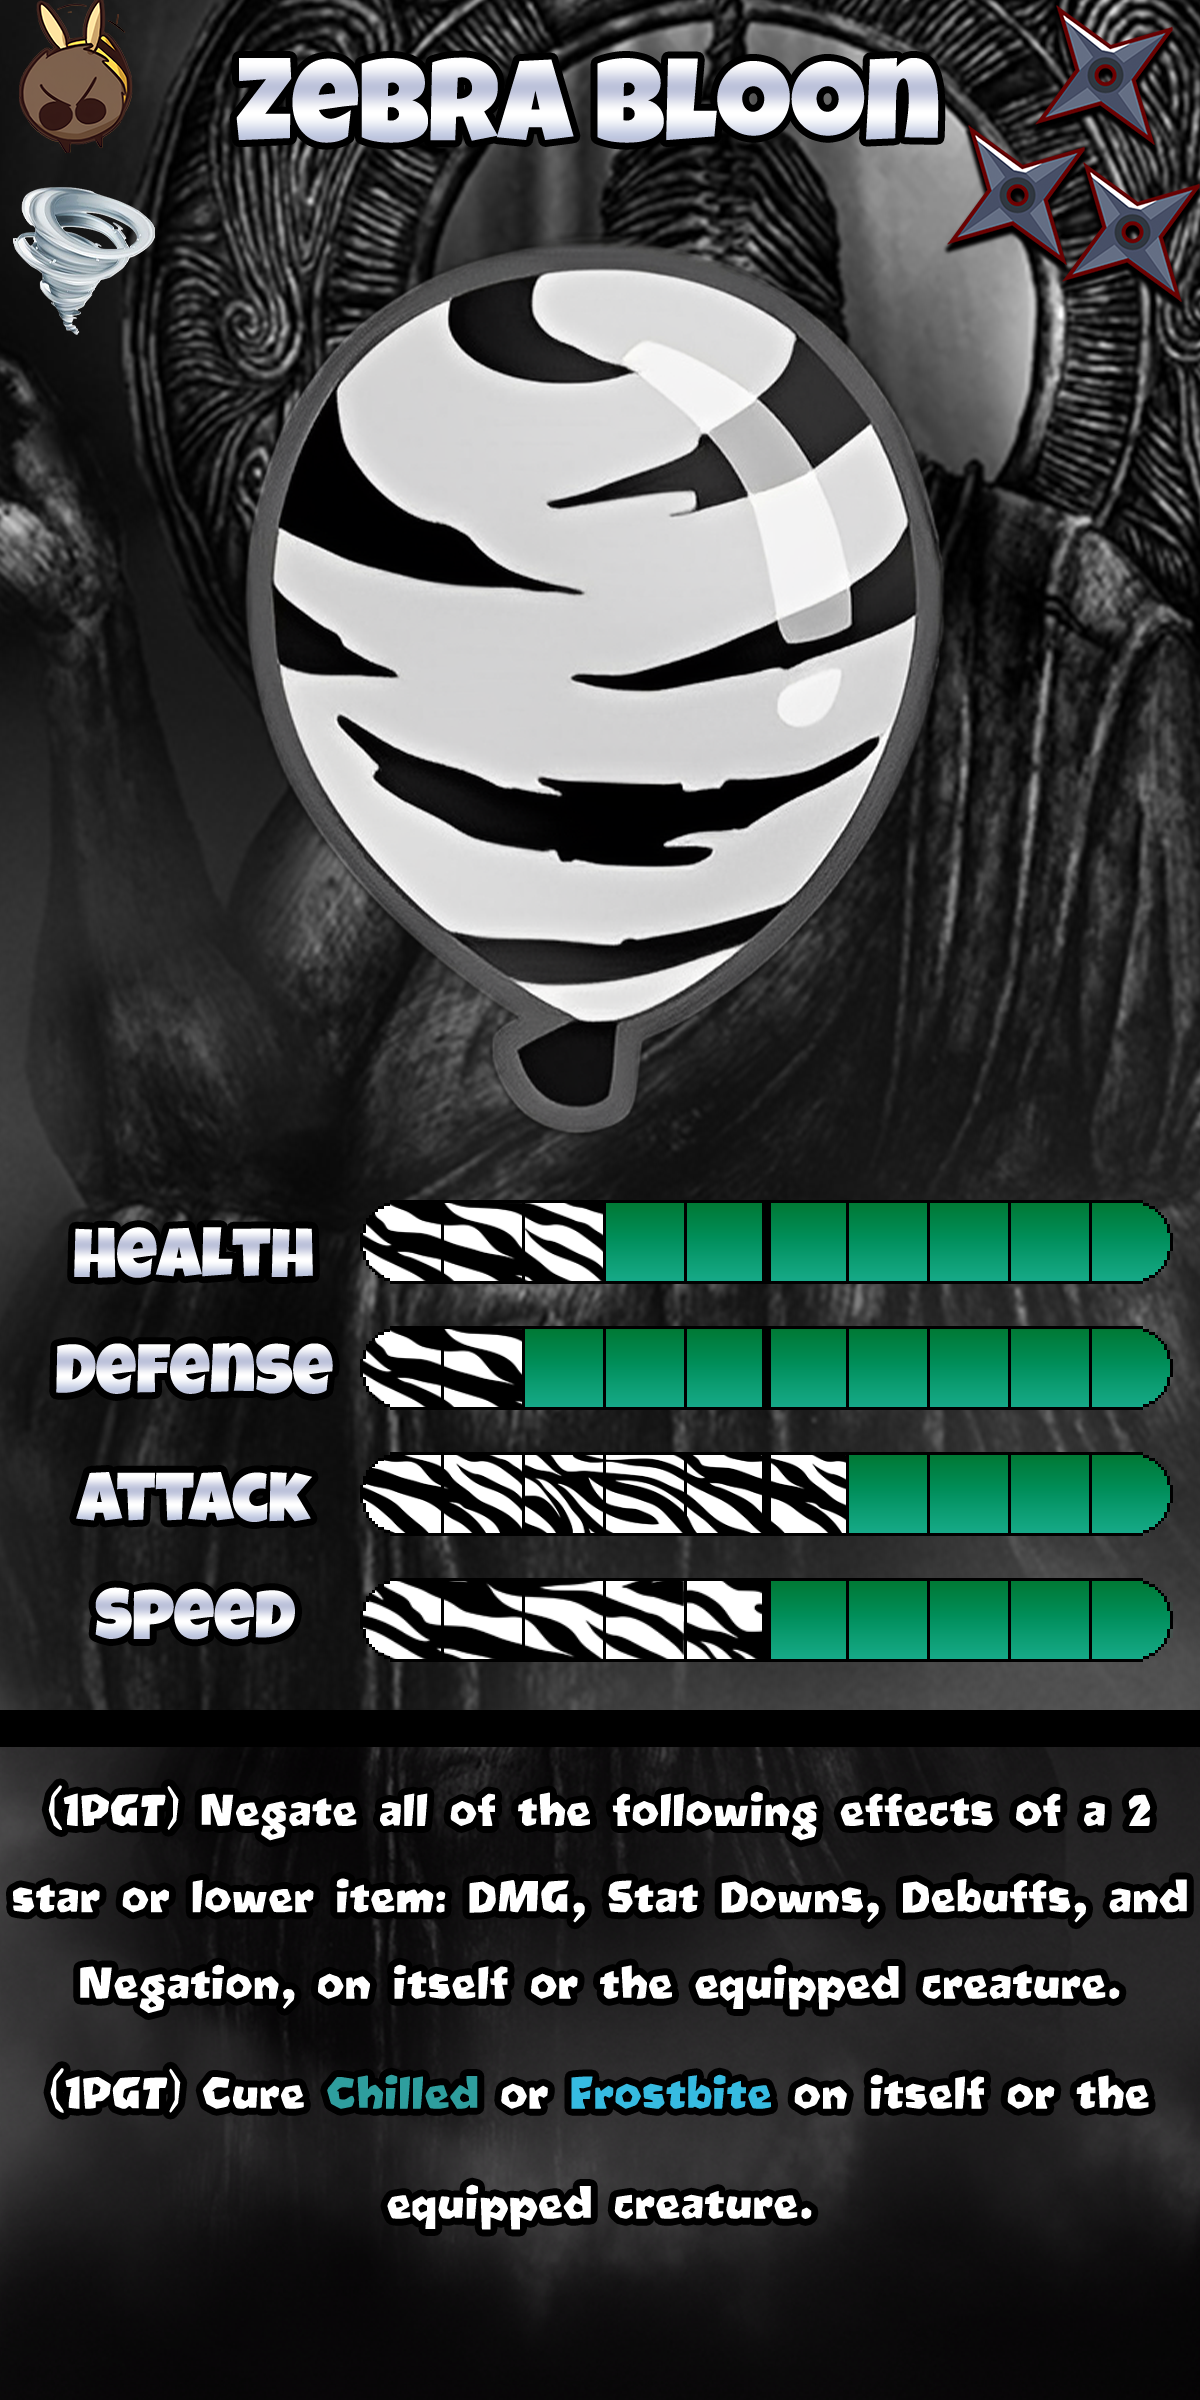 ZeBRA BLOOn
HeALTH
DeFense
ATTACK
SPeeD
(1PGT) Negate all of the following effects of a 2
star or lower item: DMG, Stat Downs, Debuffs, and
Negation, on itself or the equipped creature.
(1PGT) Cure Chilled or Frostbite on itself or the
equipped creature.